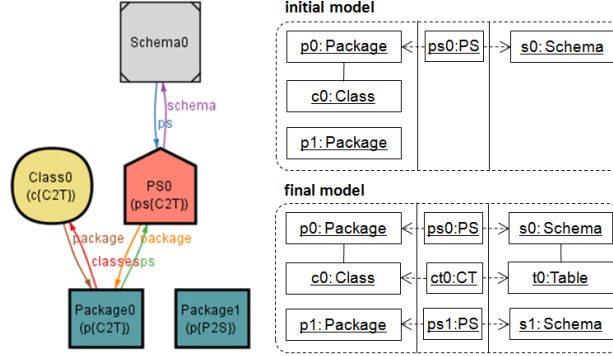 Schema0
schema
ps
Class0
(c{C2T})
PS0
(ps{C2T})
package
package
classes
ps
Package0
(p{C2T})
Package1
(p{P2S})
initial model
p0: Package
ps0:PS
s0: Schema
c0: Class
p1: Package
final model
p0: Package
ps0:PS
s0: Schema
c0: Class
ct0:CT
t0: Table
p1: Package
ps1:PS
s1: Schema